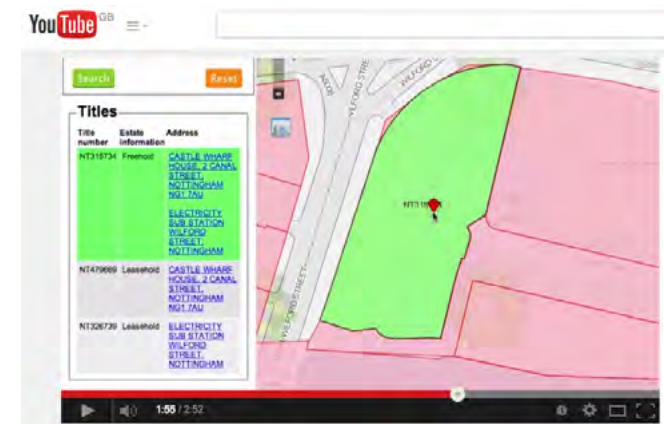 YouTube GB
Search Reset
Titles
Title number Estate information Address
NT315734 Freehold CASTLE WHARF
HOUSE, 2 CANAL
STREET,
NOTTINGHAM
NG1 7AU
ELECTRICITY
SUB STATION
WILFORD
STREET,
NOTTINGHAM
NT479669 Leasehold CASTLE WHARF
HOUSE, 2 CANAL
STREET,
NOTTINGHAM
NG1 7AU
NT326739 Leasehold ELECTRICITY
SUB STATION
WILFORD
STREET,
NOTTINGHAM
WILFORD STREET
1:55 / 2:52